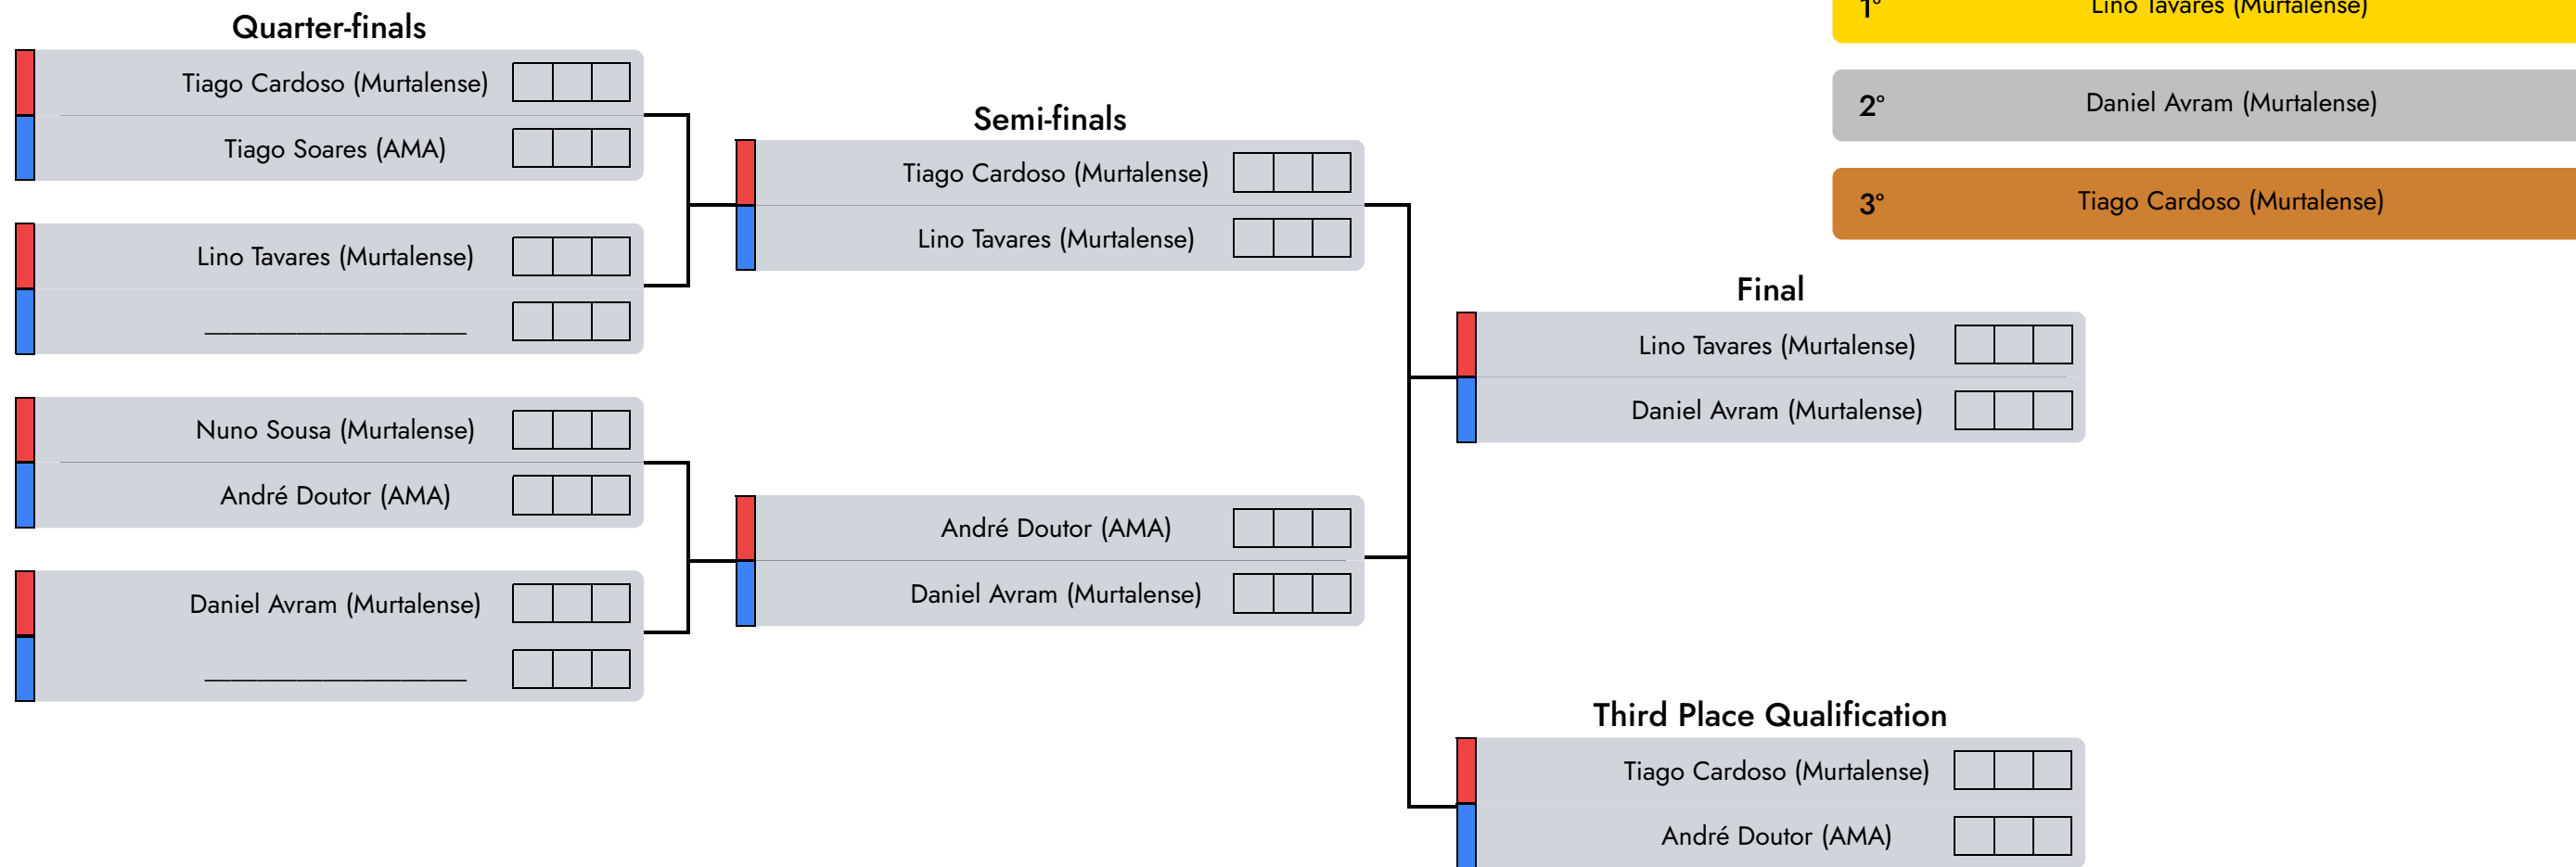 Quarter-finals
Tiago Cardoso (Murtalense)
Tiago Soares (AMA)
Lino Tavares (Murtalense)
____________________
Nuno Sousa (Murtalense)
André Doutor (AMA)
Daniel Avram (Murtalense)
____________________
Semi-finals
Tiago Cardoso (Murtalense)
Lino Tavares (Murtalense)
André Doutor (AMA)
Daniel Avram (Murtalense)
Final
Lino Tavares (Murtalense)
Daniel Avram (Murtalense)
Third Place Qualification
Tiago Cardoso (Murtalense)
André Doutor (AMA)
1° Lino Tavares (Murtalense)
2° Daniel Avram (Murtalense)
3° Tiago Cardoso (Murtalense)